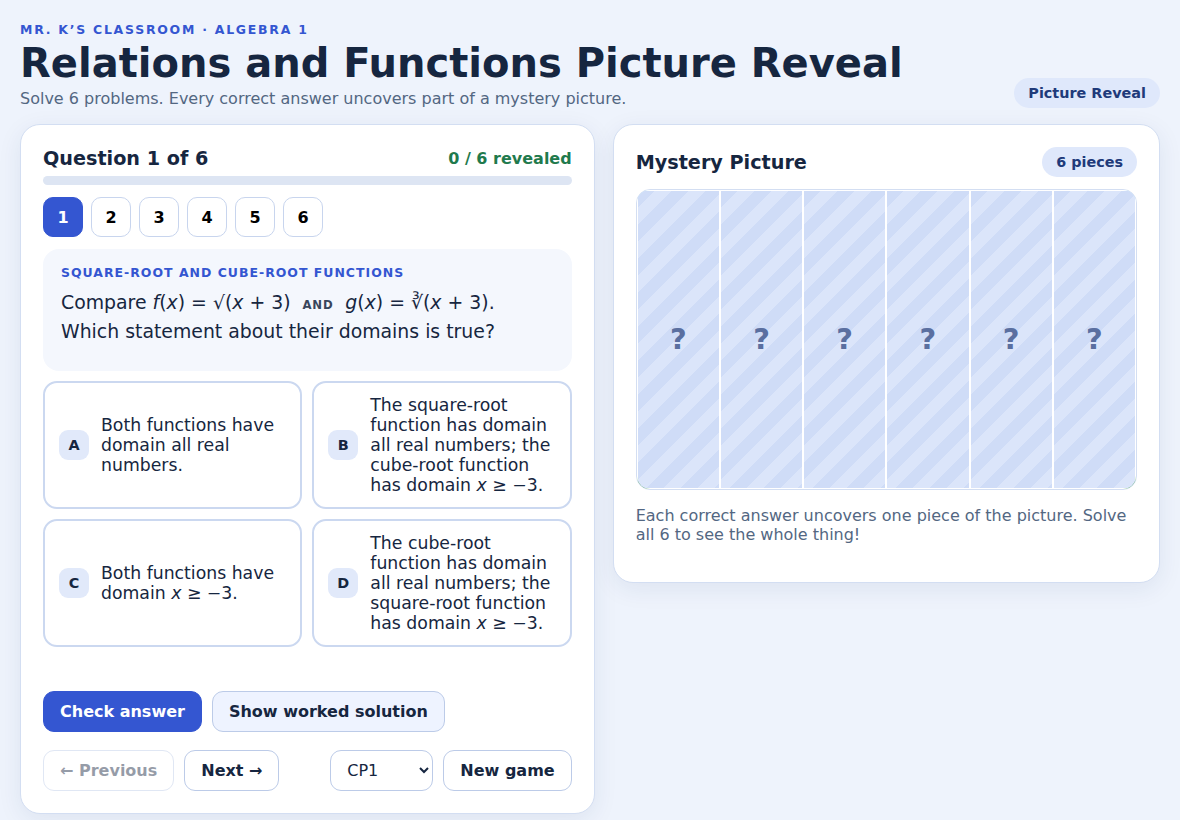 MR. K’S CLASSROOM · ALGEBRA 1
Relations and Functions Picture Reveal
Solve 6 problems. Every correct answer uncovers part of a mystery picture.
Picture Reveal
Question 1 of 6
0 / 6 revealed
1 2 3 4 5 6
SQUARE-ROOT AND CUBE-ROOT FUNCTIONS
Compare f(x) = √(x + 3) AND g(x) = ∛(x + 3).
Which statement about their domains is true?
A
Both functions have
domain all real
numbers.
B
The square-root
function has domain
all real numbers; the
cube-root function
has domain x ≥ −3.
C
Both functions have
domain x ≥ −3.
D
The cube-root
function has domain
all real numbers; the
square-root function
has domain x ≥ −3.
Check answer
Show worked solution
← Previous
Next →
CP1
New game
Mystery Picture
6 pieces
? ? ? ? ? ?
Each correct answer uncovers one piece of the picture. Solve
all 6 to see the whole thing!